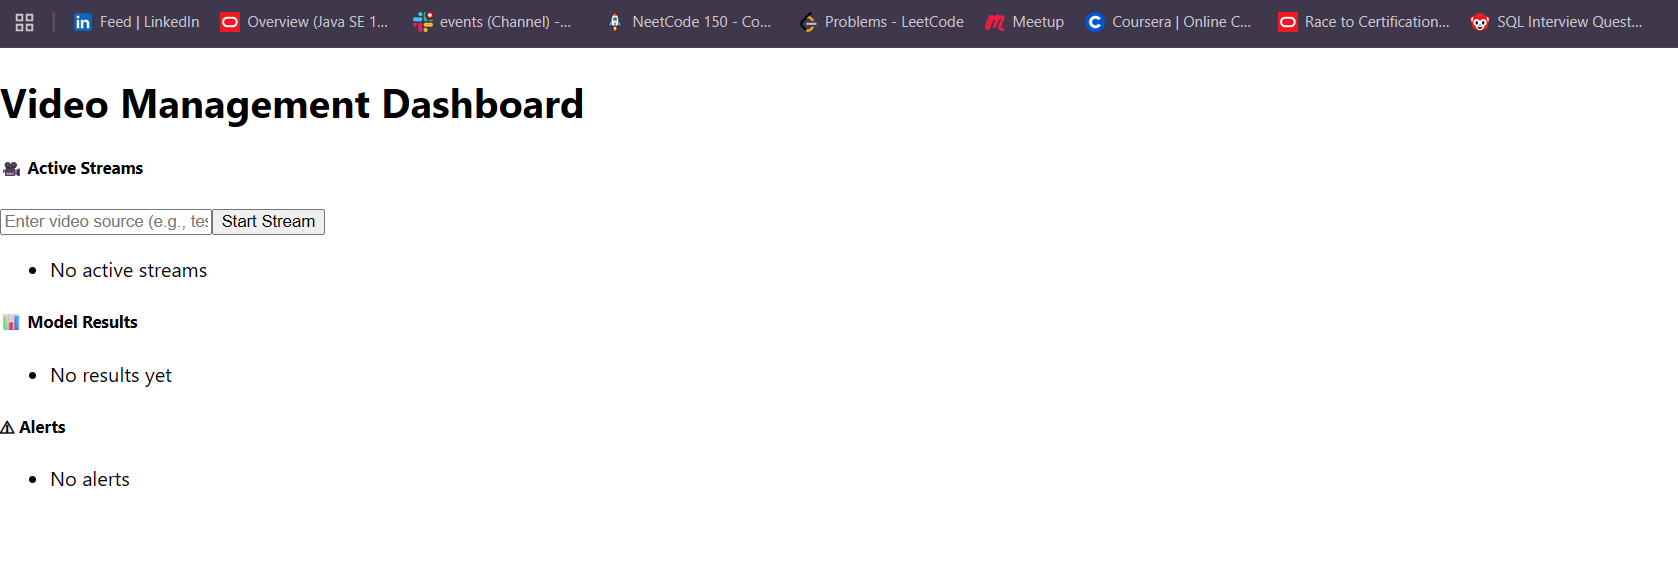 Feed | LinkedIn Overview (Java SE 1... events (Channel) -... NeetCode 150 - Co... Problems - LeetCode Meetup Coursera | Online C... Race to Certification... SQL Interview Quest...
Video Management Dashboard
🎥 Active Streams
Enter video source (e.g., tes Start Stream
• No active streams
📊 Model Results
• No results yet
⚠ Alerts
• No alerts